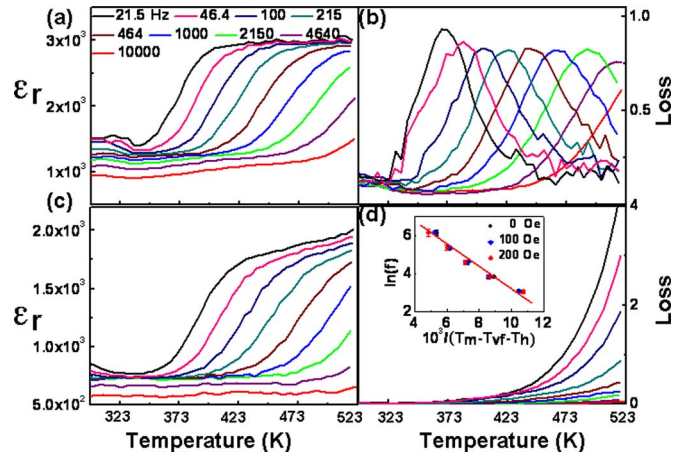 (a) 21.5 Hz 46.4 100 215
464 1000 2150 4640
10000
3x10³
2x10³
1x10³
εr
(b)
1.0
0.5
Loss
(c)
2.0x10³
1.5x10³
1.0x10³
5.0x10²
εr
323 373 423 473 523
Temperature (K)
(d)
4
2
0
Loss
6
4
2
ln(f)
0 Oe
100 Oe
200 Oe
4 6 8 10 12
10³/(Tm-Tvf-Th)
323 373 423 473 523
Temperature (K)